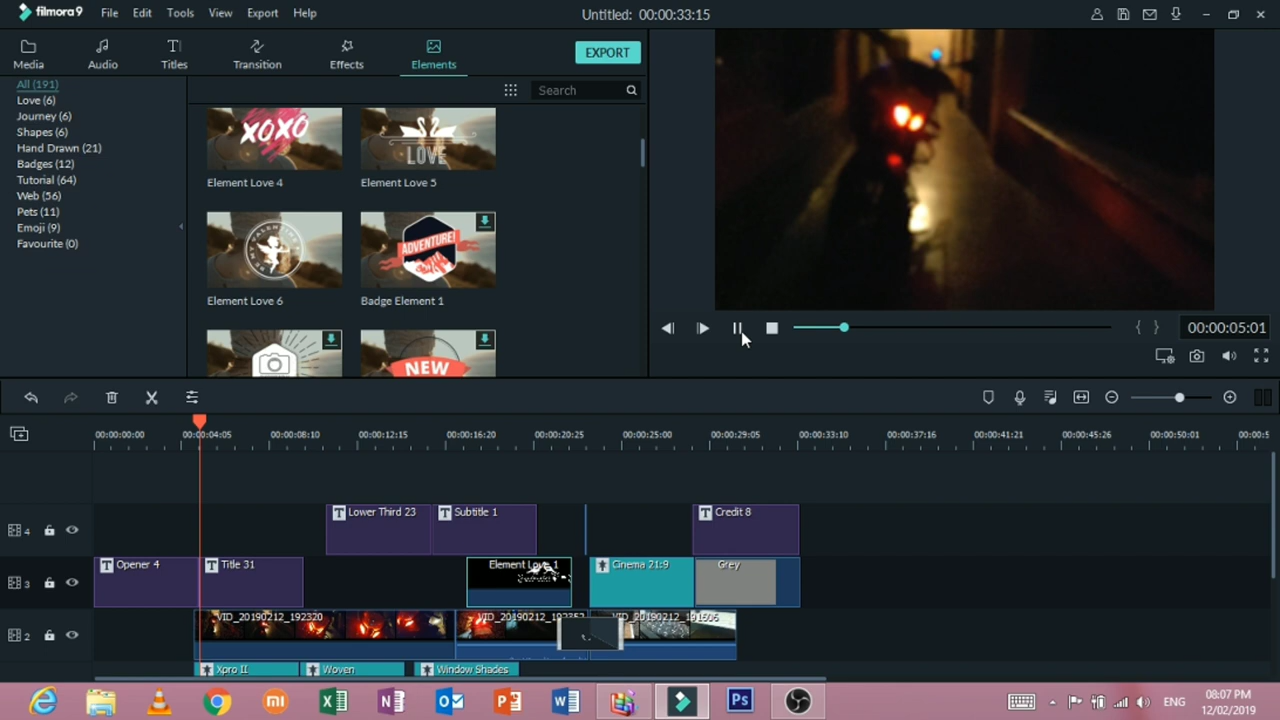 filmora9 File Edit Tools View Export Help Untitled: 00:00:33:15
Media Audio Titles Transition Effects Elements EXPORT
All (191)
Love (6)
Journey (6)
Shapes (6)
Hand Drawn (21)
Badges (12)
Tutorial (64)
Web (56)
Pets (11)
Emoji (9)
Favourite (0)
Search
XOXO
LOVE
Element Love 4 Element Love 5
ADVENTURE!
Element Love 6 Badge Element 1
NEW
00:00:05:01
00:00:00:00 00:00:04:05 00:00:08:10 00:00:12:15 00:00:16:20 00:00:20:25 00:00:25:00 00:00:29:05 00:00:33:10 00:00:37:16 00:00:41:21 00:00:45:26 00:00:50:01 00:00:5
4 T Lower Third 23 T Subtitle 1 T Credit 8
3 T Opener 4 T Title 31 Element Love 1 Cinema 21:9 Grey
2 VID_20190212_192320 VID_20190212_192352 VID_20190212_191606
Xpro II Woven Window Shades
ENG
08:07 PM
12/02/2019